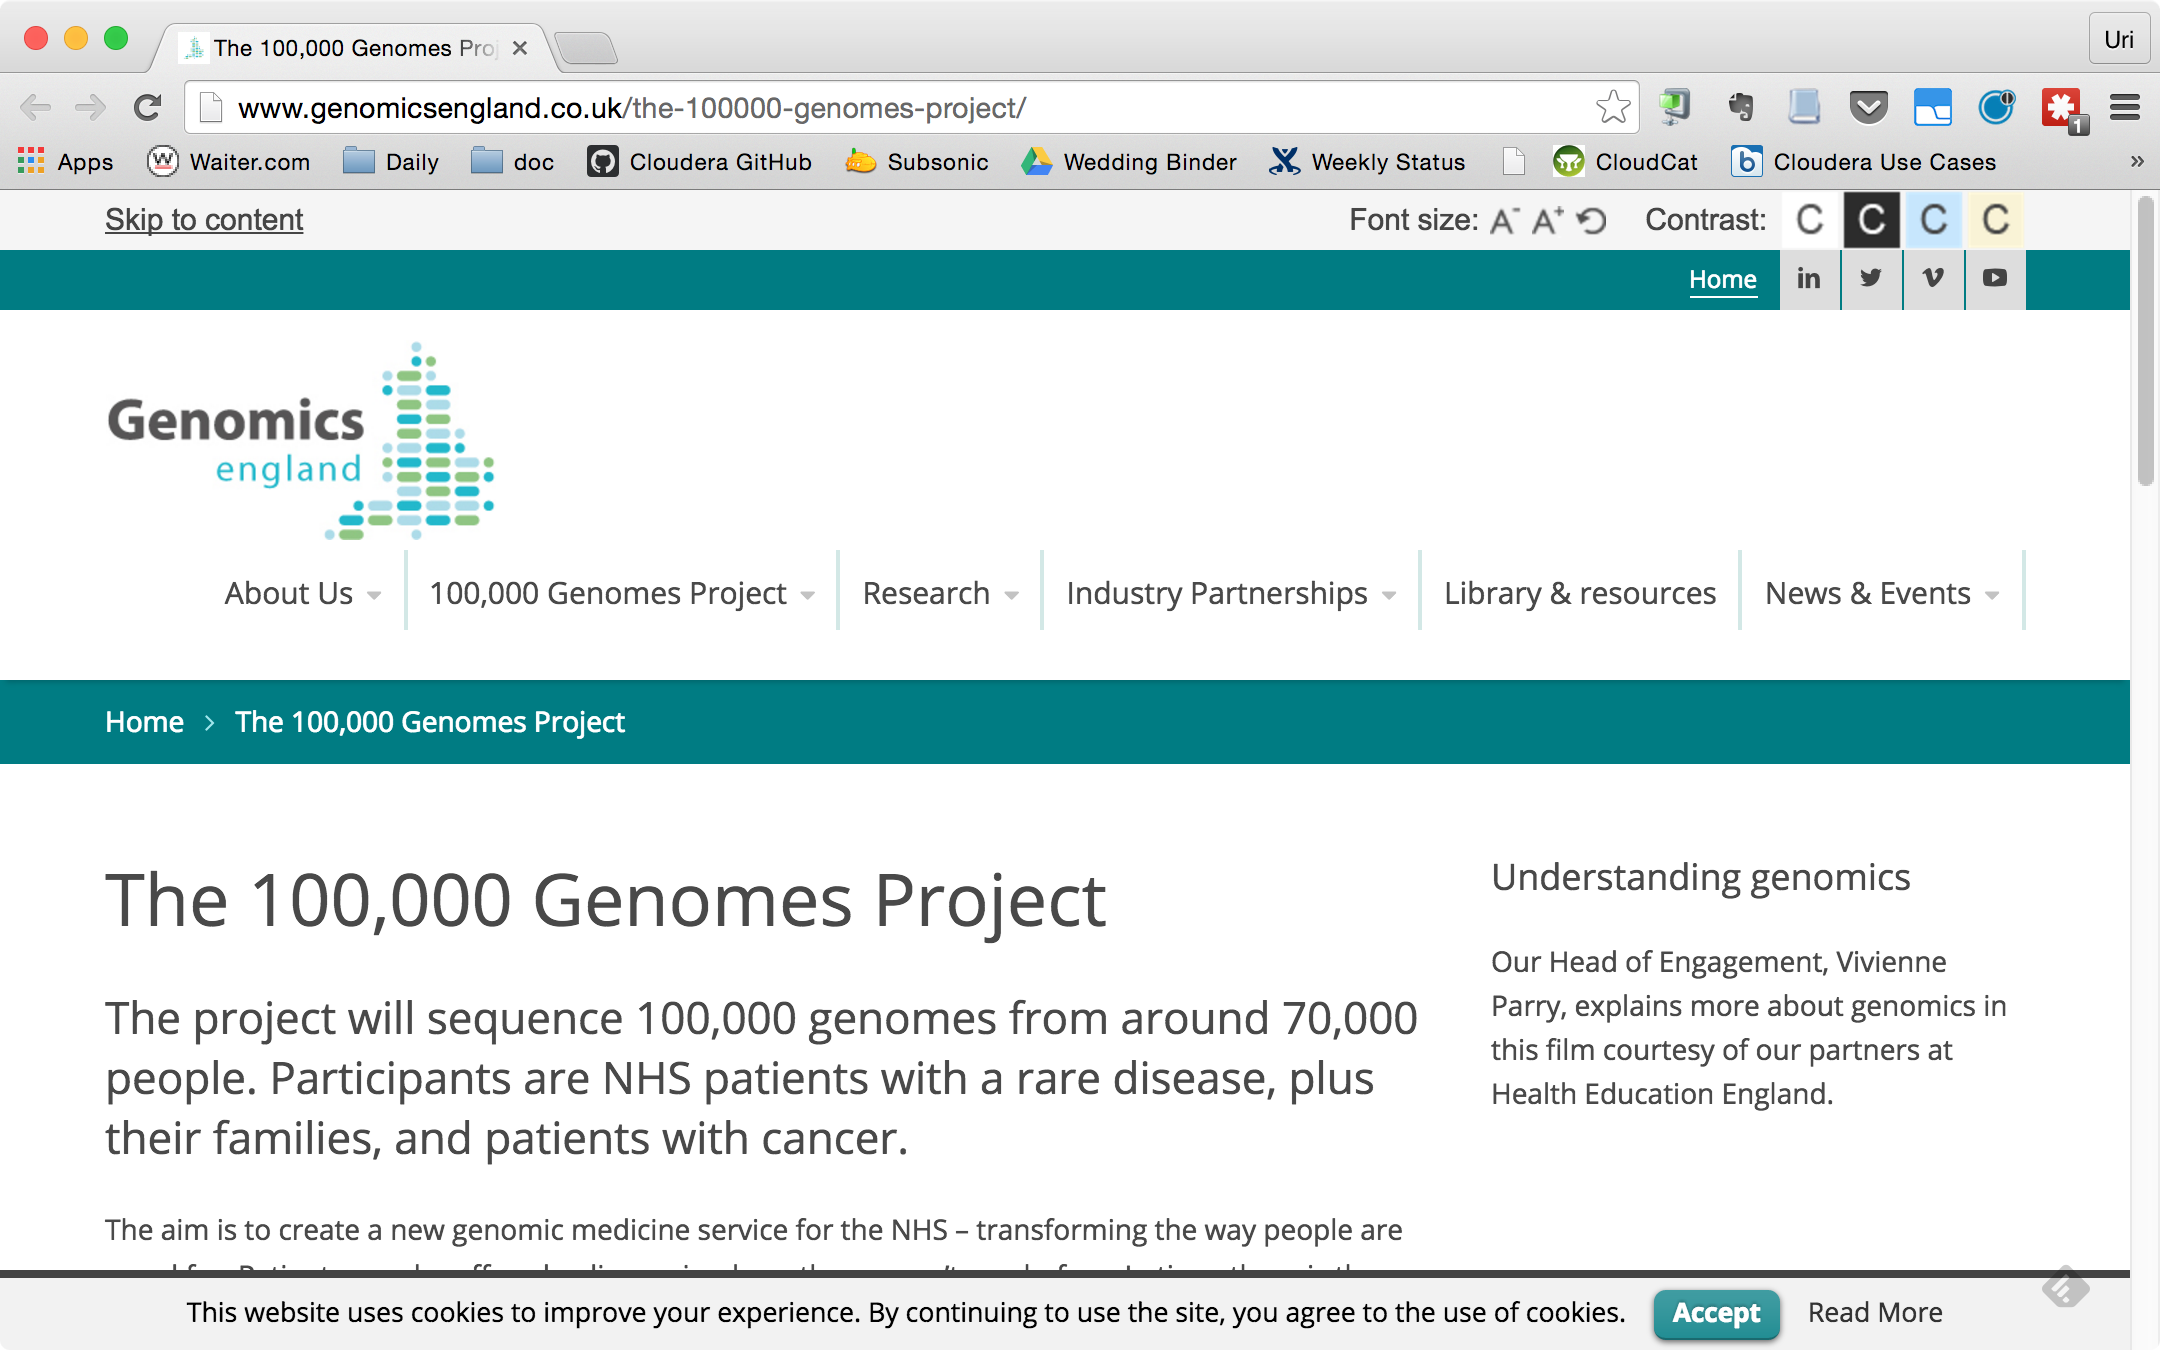 The 100,000 Genomes Proj
Uri
www.genomicsengland.co.uk/the-100000-genomes-project/
1
Apps Waiter.com Daily doc Cloudera GitHub Subsonic Wedding Binder Weekly Status CloudCat Cloudera Use Cases »
Skip to content Font size: A- A+ Contrast: C C C C
Home in
Genomics
england
About Us 100,000 Genomes Project Research Industry Partnerships Library & resources News & Events
Home > The 100,000 Genomes Project
The 100,000 Genomes Project
The project will sequence 100,000 genomes from around 70,000
people. Participants are NHS patients with a rare disease, plus
their families, and patients with cancer.
The aim is to create a new genomic medicine service for the NHS – transforming the way people are
Understanding genomics
Our Head of Engagement, Vivienne
Parry, explains more about genomics in
this film courtesy of our partners at
Health Education England.
This website uses cookies to improve your experience. By continuing to use the site, you agree to the use of cookies. Accept Read More